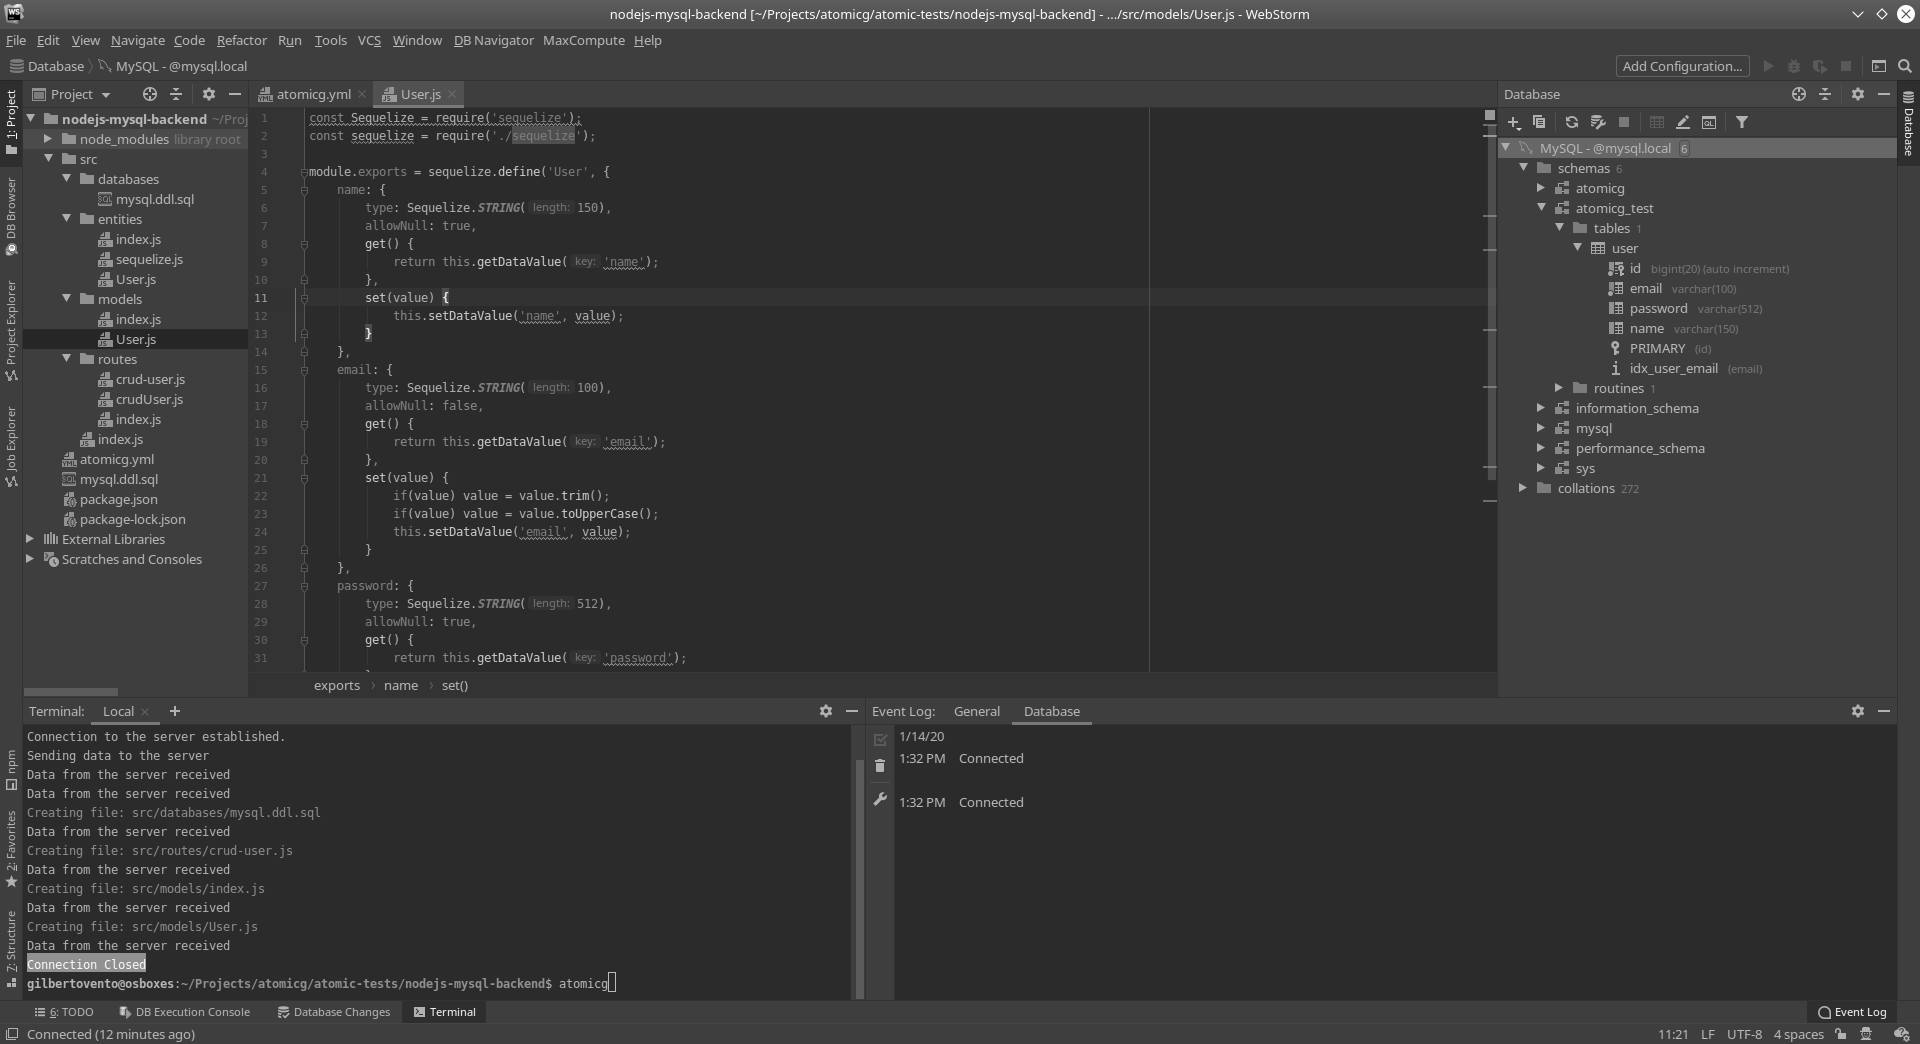 nodejs-mysql-backend [~/Projects/atomicg/atomic-tests/nodejs-mysql-backend] - .../src/models/User.js - WebStorm
File Edit View Navigate Code Refactor Run Tools VCS Window DB Navigator MaxCompute Help
Database MySQL - @mysql.local
Add Configuration...
1: Project
DB Browser
Project Explorer
Job Explorer
npm
2: Favorites
7: Structure
Project
nodejs-mysql-backend ~/Proj
node_modules library root
src
databases
mysql.ddl.sql
entities
index.js
sequelize.js
User.js
models
index.js
User.js
routes
crud-user.js
crudUser.js
index.js
index.js
atomicg.yml
mysql.ddl.sql
package.json
package-lock.json
External Libraries
Scratches and Consoles
atomicg.yml User.js
1 const Sequelize = require('sequelize');
2 const sequelize = require('./sequelize');
3
4 module.exports = sequelize.define('User', {
5 name: {
6 type: Sequelize.STRING( length: 150),
7 allowNull: true,
8 get() {
9 return this.getDataValue( key: 'name');
10 },
11 set(value) {
12 this.setDataValue('name', value);
13 }
14 },
15 email: {
16 type: Sequelize.STRING( length: 100),
17 allowNull: false,
18 get() {
19 return this.getDataValue( key: 'email');
20 },
21 set(value) {
22 if(value) value = value.trim();
23 if(value) value = value.toUpperCase();
24 this.setDataValue('email', value);
25 }
26 },
27 password: {
28 type: Sequelize.STRING( length: 512),
29 allowNull: true,
30 get() {
31 return this.getDataValue( key: 'password');
exports name set()
Database
MySQL - @mysql.local 6
schemas 6
atomicg
atomicg_test
tables 1
user
id bigint(20) (auto increment)
email varchar(100)
password varchar(512)
name varchar(150)
PRIMARY (id)
idx_user_email (email)
routines 1
information_schema
mysql
performance_schema
sys
collations 272
Database
Terminal: Local
Connection to the server established.
Sending data to the server
Data from the server received
Data from the server received
Creating file: src/databases/mysql.ddl.sql
Data from the server received
Creating file: src/routes/crud-user.js
Data from the server received
Creating file: src/models/index.js
Data from the server received
Creating file: src/models/User.js
Data from the server received
Connection Closed
gilbertovento@osboxes:~/Projects/atomicg/atomic-tests/nodejs-mysql-backend$ atomicg
Event Log: General Database
1/14/20
1:32 PM Connected
1:32 PM Connected
6: TODO DB Execution Console Database Changes Terminal Event Log
Connected (12 minutes ago) 11:21 LF UTF-8 4 spaces